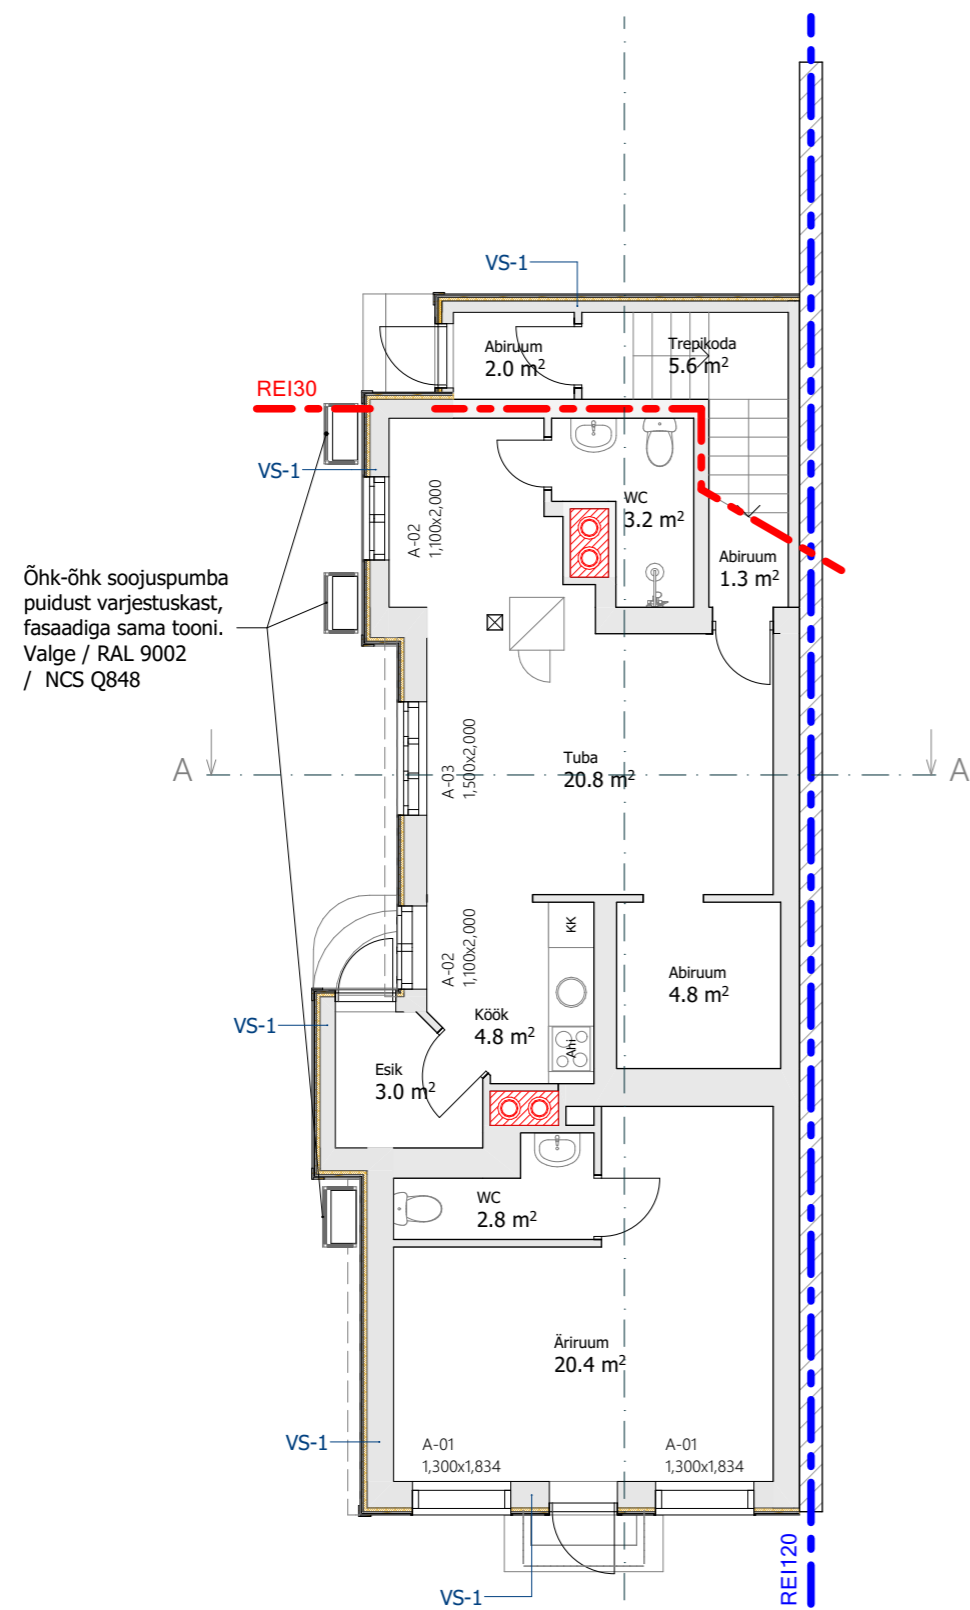 VS-1
Abiruum
2.0 m²
Trepikoda
5.6 m²
REI30
VS-1
A-02
1,100x2,000
WC
3.2 m²
Abiruum
1.3 m²
Õhk-õhk soojuspumba
puidust varjestuskast,
fasaadiga sama tooni.
Valge / RAL 9002
/ NCS Q848
A
A
A-03
1,500x2,000
Tuba
20.8 m²
A-02
1,100x2,000
KK
Abiruum
4.8 m²
VS-1
Köök
4.8 m²
Ahi
Esik
3.0 m²
WC
2.8 m²
Äriruum
20.4 m²
VS-1
A-01
1,300x1,834
A-01
1,300x1,834
VS-1
REI120